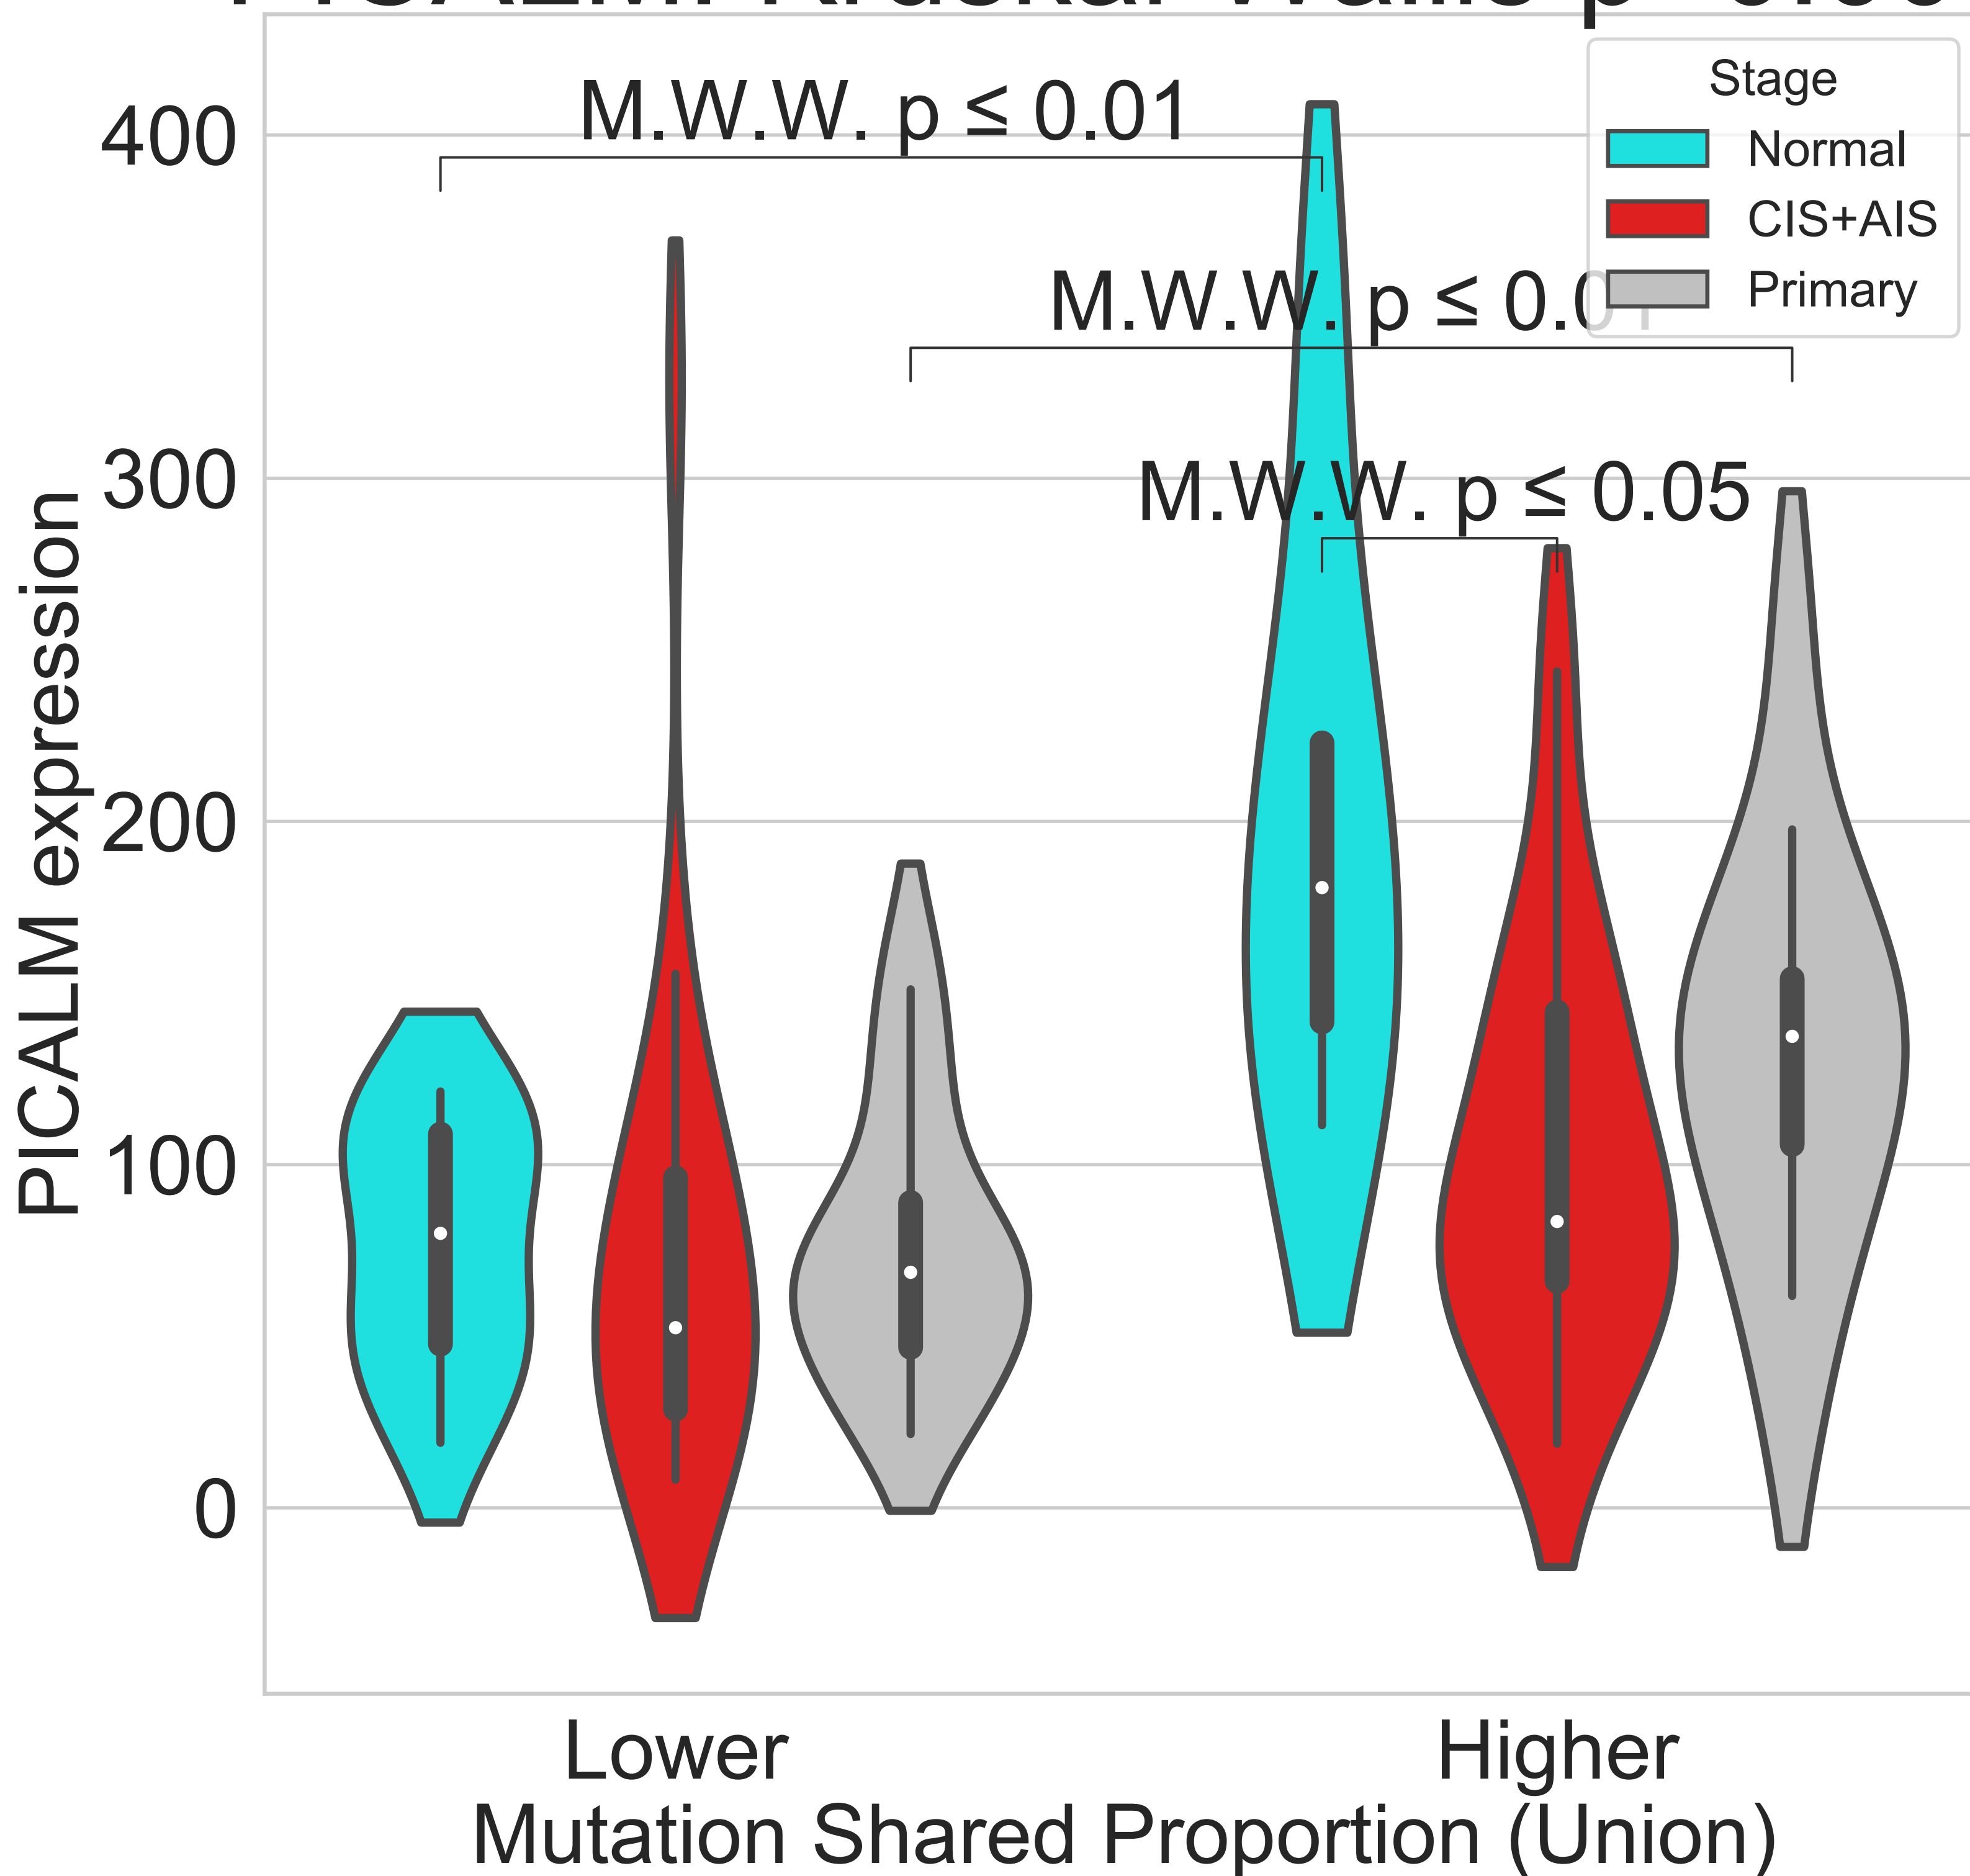 M.W.W. p ≤ 0.01
Stage
Normal
CIS+AIS
Primary
M.W.W. p ≤ 0.01
M.W.W. p ≤ 0.05
400
300
200
100
0
PICALM expression
Lower
Higher
Mutation Shared Proportion (Union)